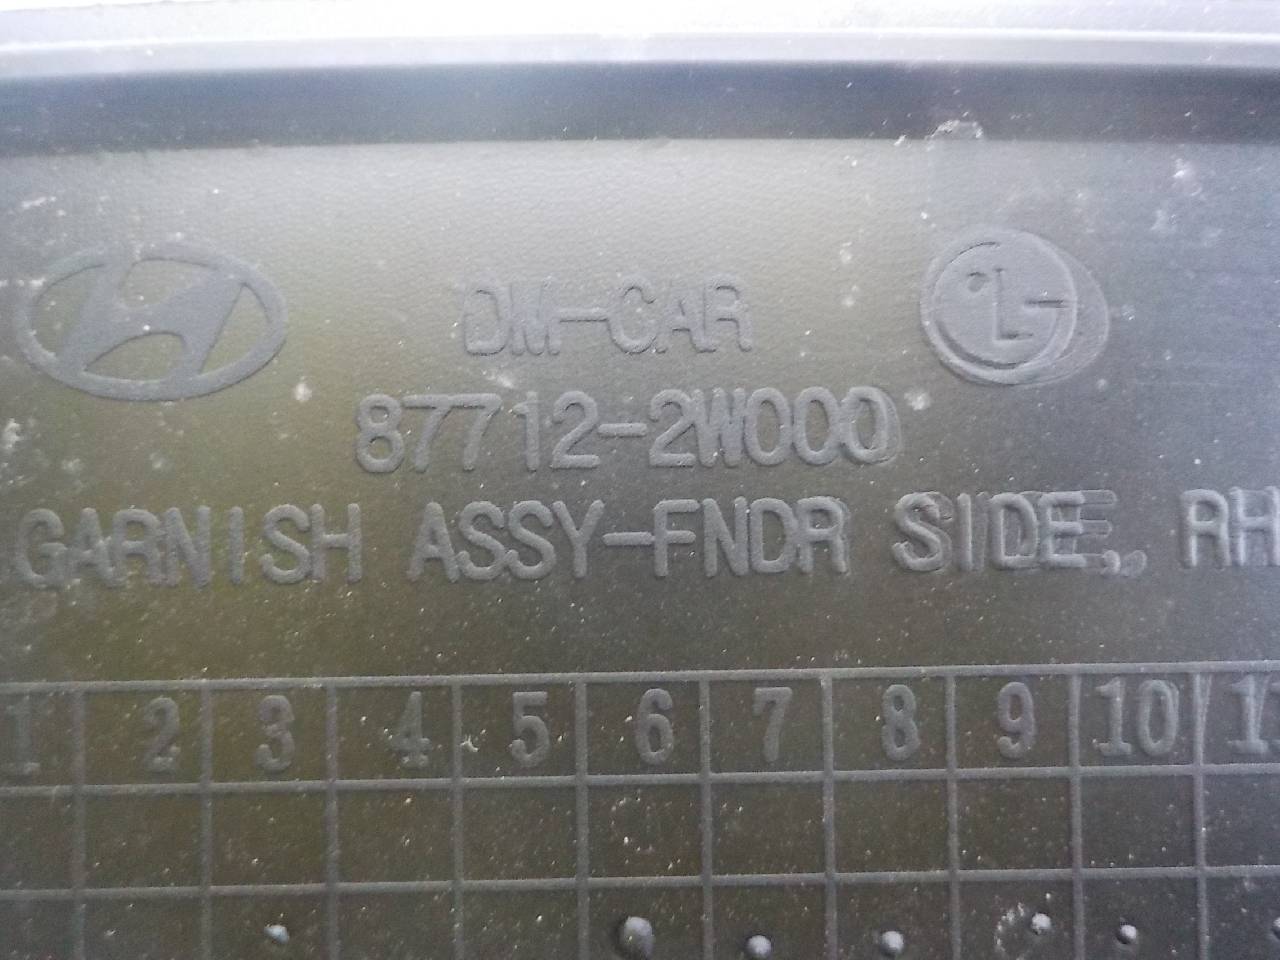 DM-CAR
LG
87712-2W000
GARNISH ASSY-FNDR SIDE, RH
1 2 3 4 5 6 7 8 9 10